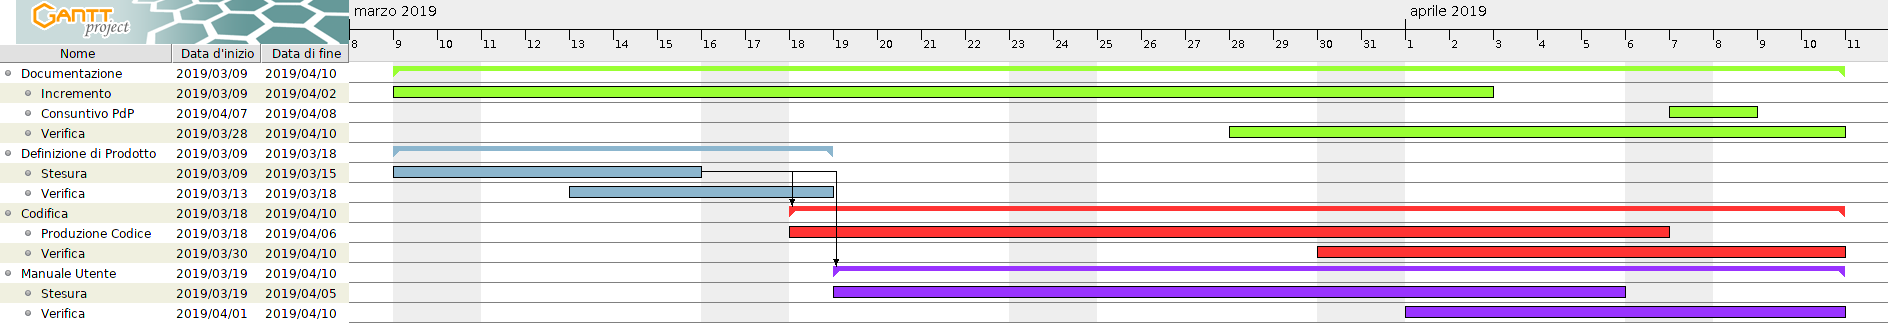 GANTT
project
marzo 2019 aprile 2019
8 9 10 11 12 13 14 15 16 17 18 19 20 21 22 23 24 25 26 27 28 29 30 31 1 2 3 4 5 6 7 8 9 10 11
Nome Data d'inizio Data di fine
Documentazione 2019/03/09 2019/04/10
Incremento 2019/03/09 2019/04/02
Consuntivo PdP 2019/04/07 2019/04/08
Verifica 2019/03/28 2019/04/10
Definizione di Prodotto 2019/03/09 2019/03/18
Stesura 2019/03/09 2019/03/15
Verifica 2019/03/13 2019/03/18
Codifica 2019/03/18 2019/04/10
Produzione Codice 2019/03/18 2019/04/06
Verifica 2019/03/30 2019/04/10
Manuale Utente 2019/03/19 2019/04/10
Stesura 2019/03/19 2019/04/05
Verifica 2019/04/01 2019/04/10